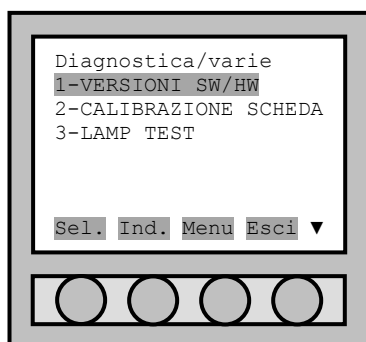 Diagnostica/varie
1-VERSIONI SW/HW
2-CALIBRAZIONE SCHEDA
3-LAMP TEST
Sel. Ind. Menu Esci ▼